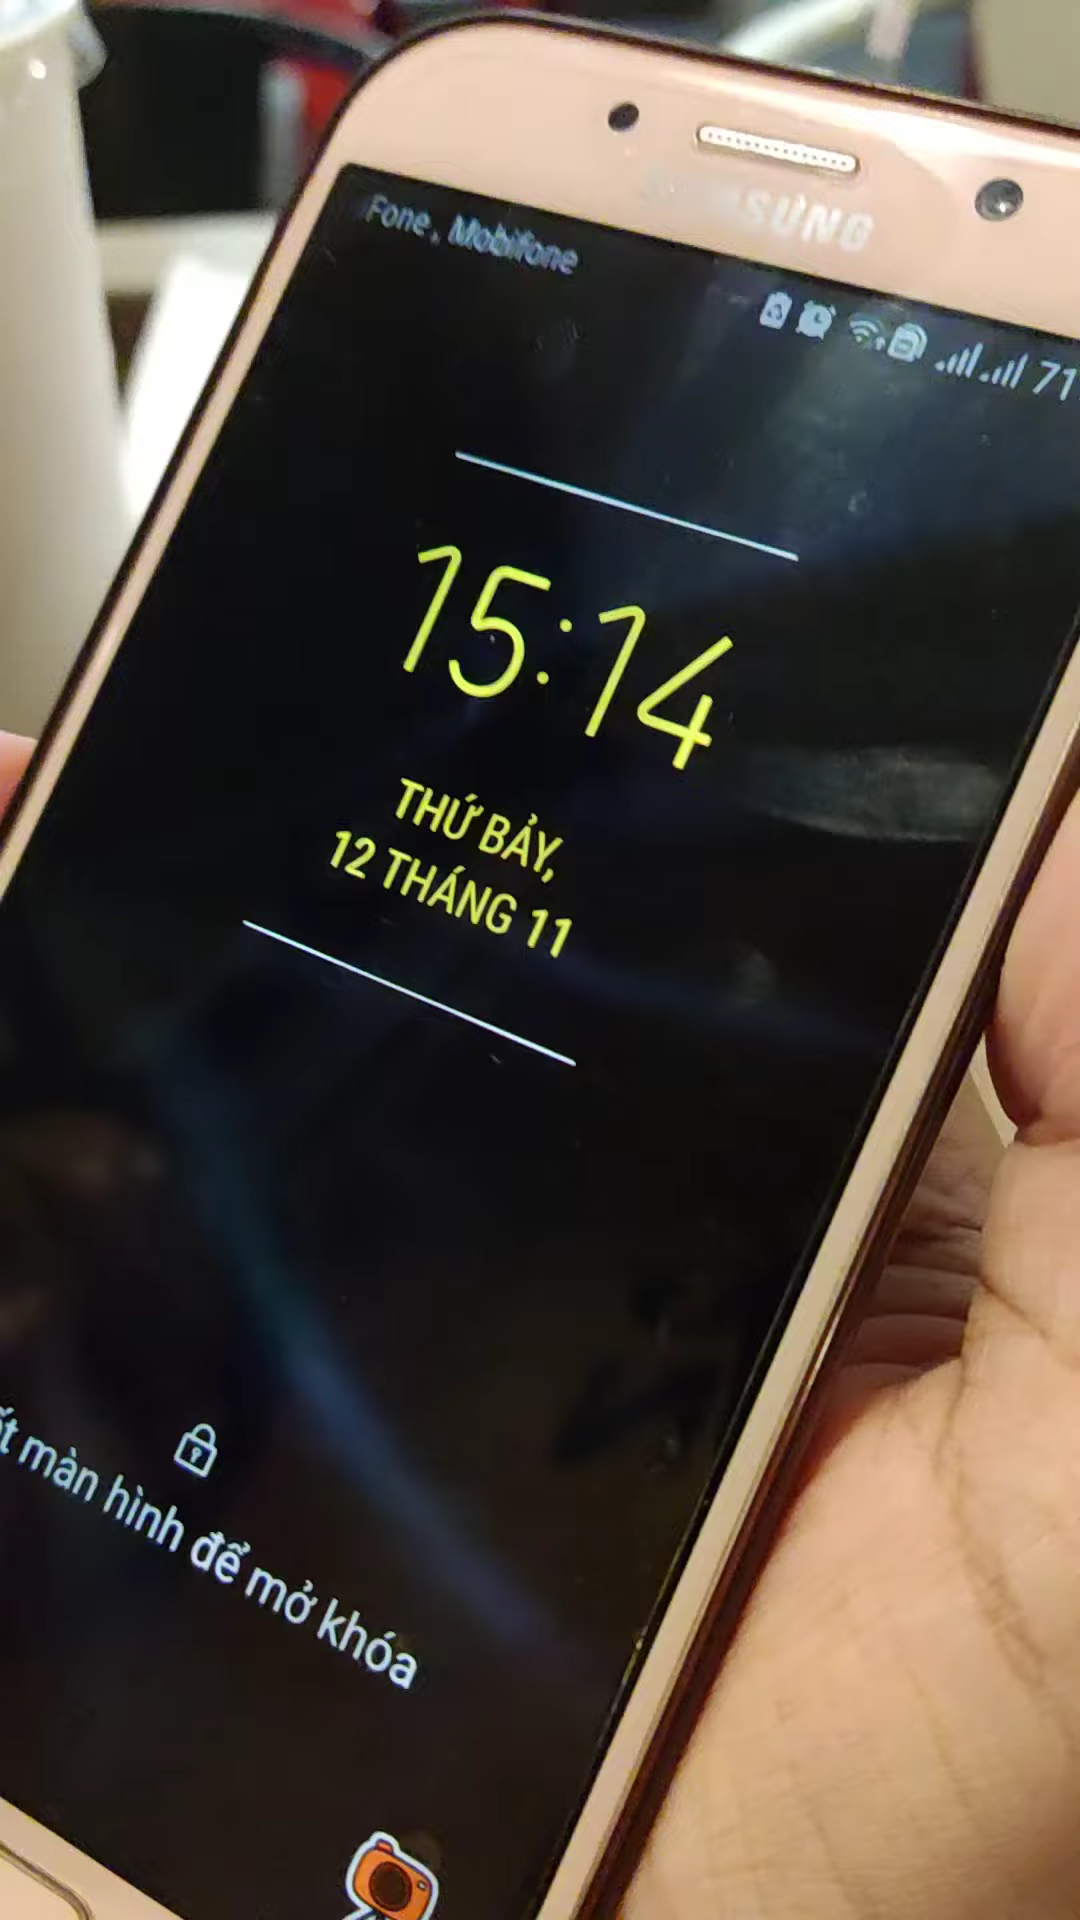 SAMSUNG
Fone, Mobifone
71
15:14
THỨ BẢY,
12 THÁNG 11
màn hình để mở khóa